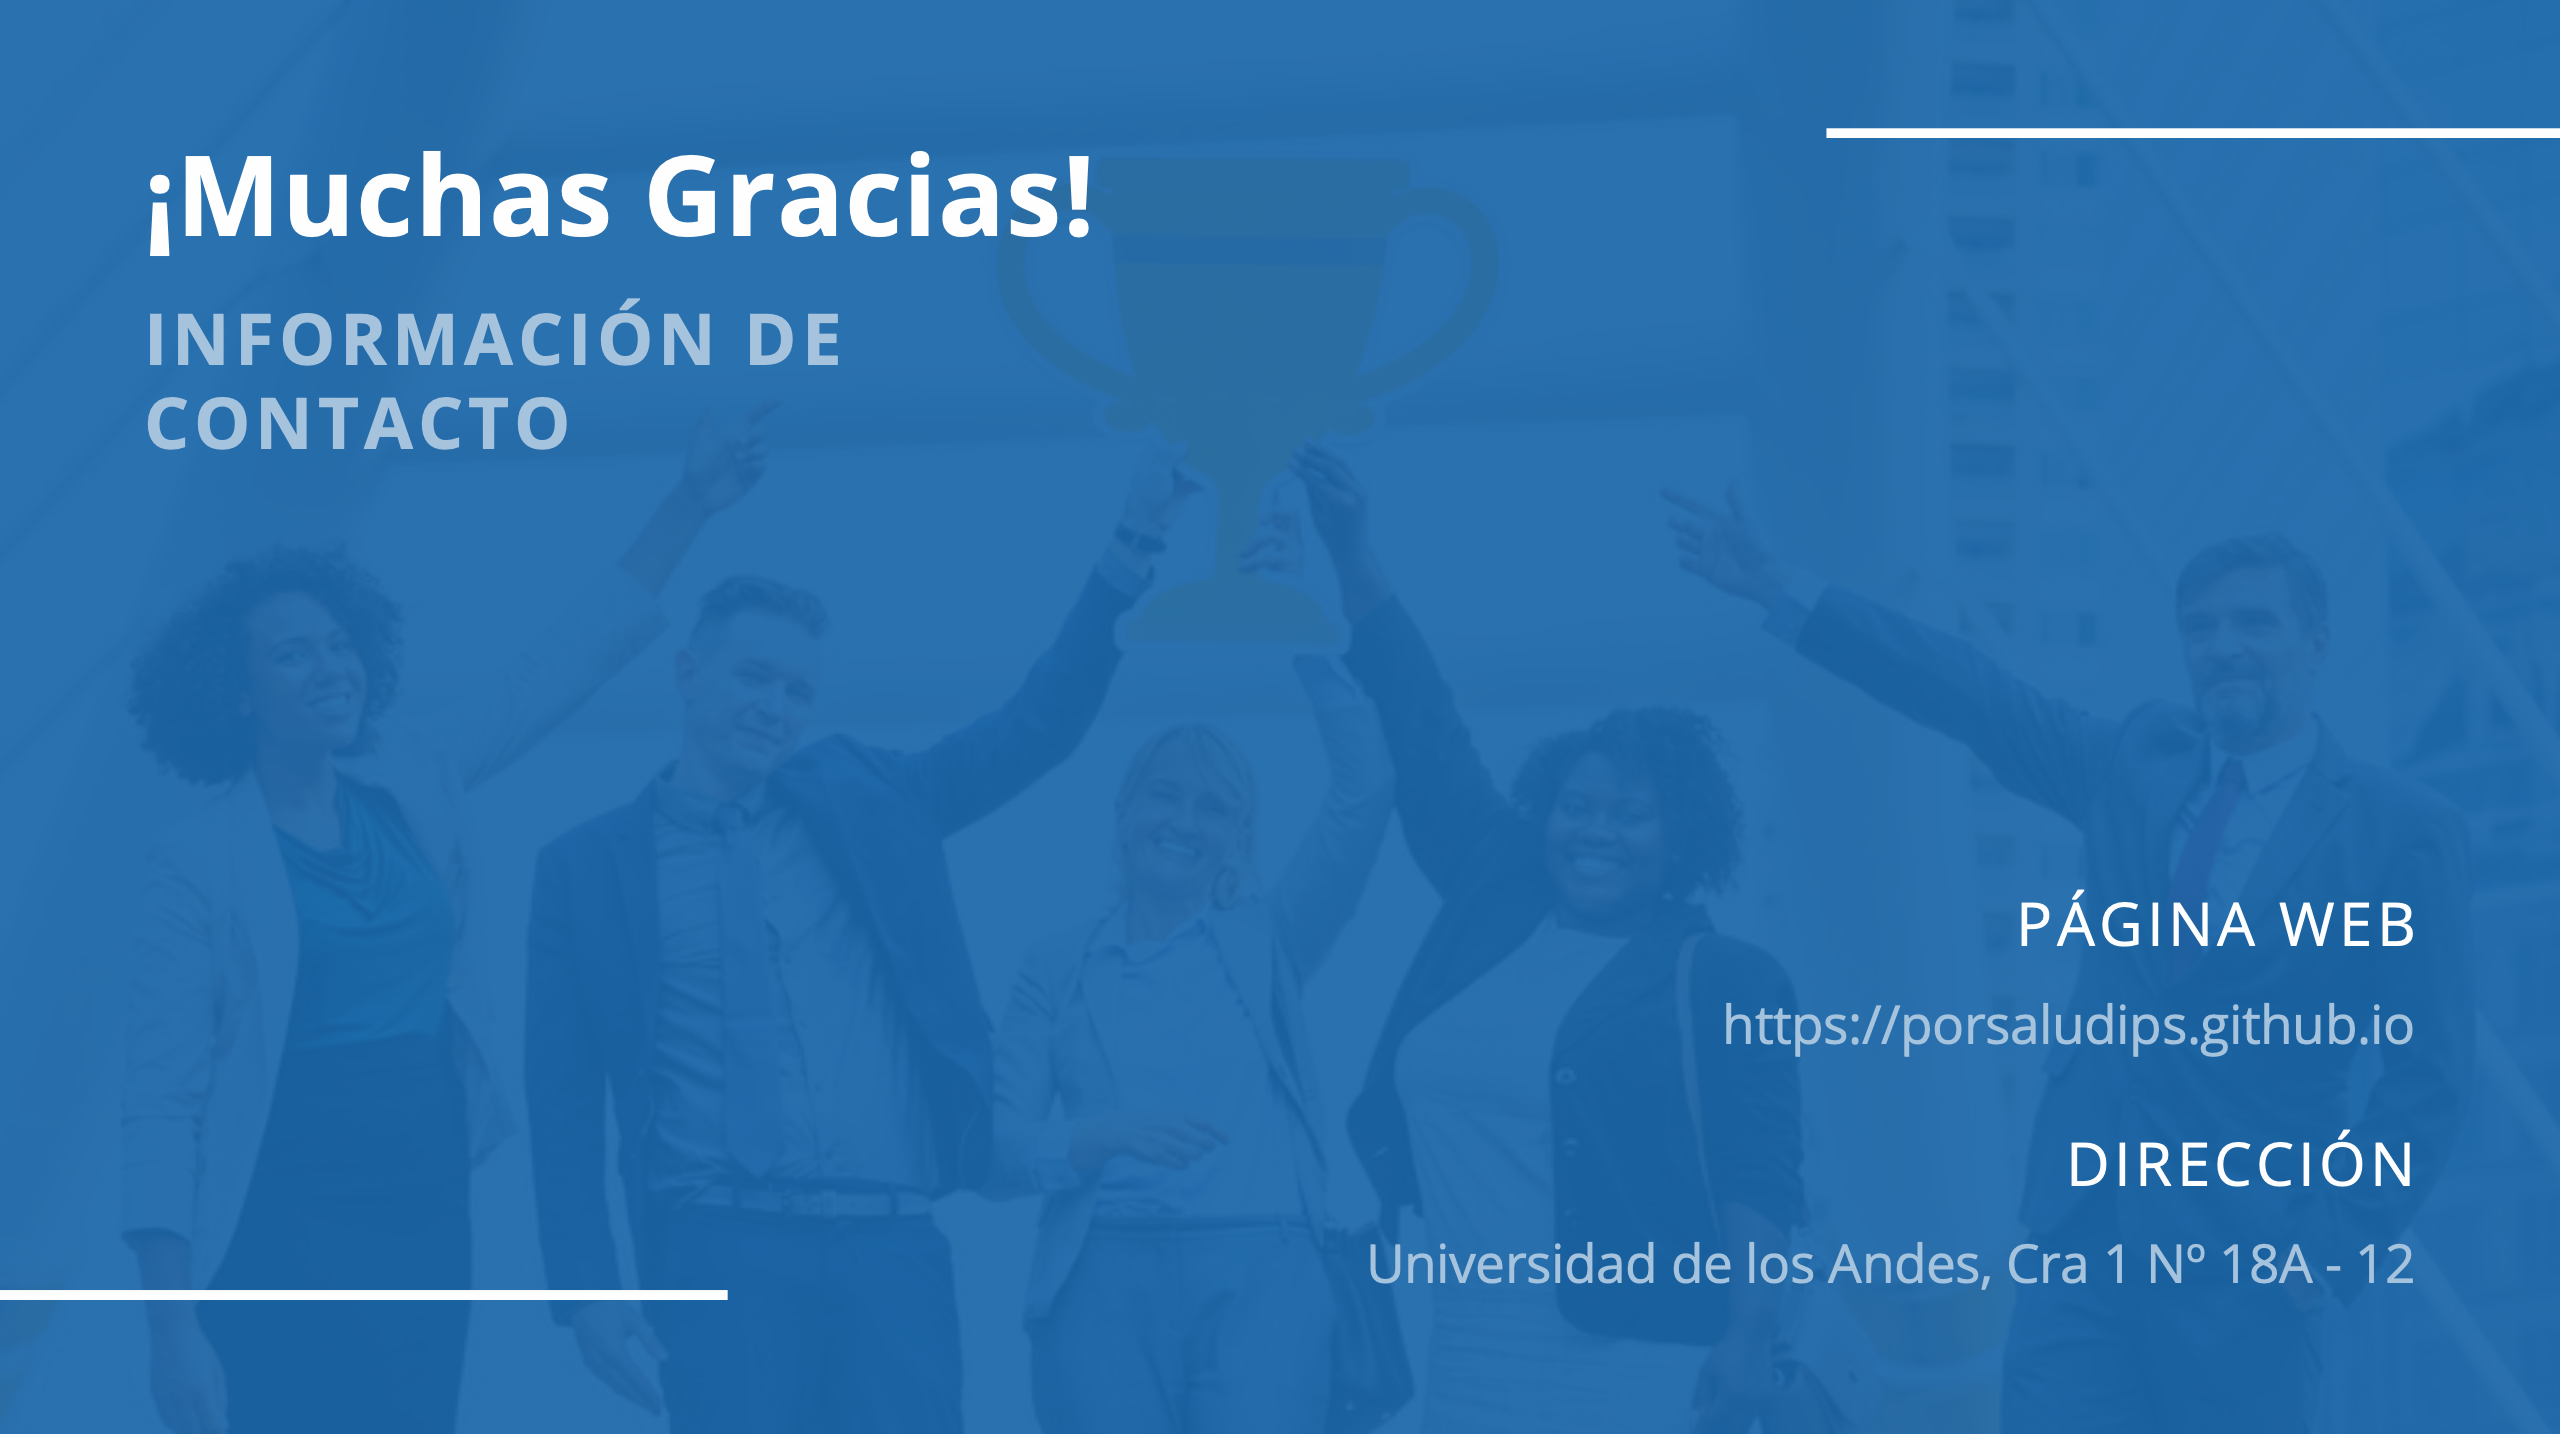 ¡Muchas Gracias!
INFORMACIÓN DE
CONTACTO
PÁGINA WEB
https://porsaludips.github.io
DIRECCIÓN
Universidad de los Andes, Cra 1 Nº 18A - 12